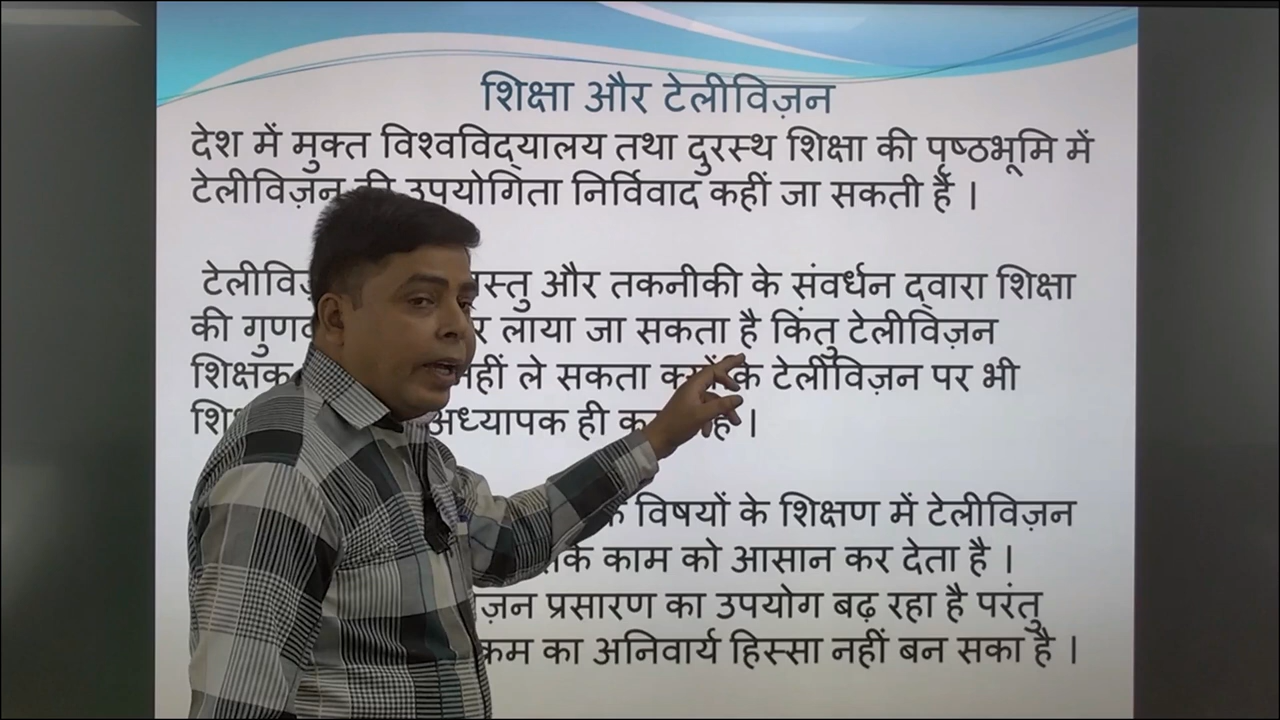 शिक्षा और टेलीविज़न
देश में मुक्त विश्वविद्यालय तथा दुरस्थ शिक्षा की पृष्ठभूमि में
टेलीविज़न की उपयोगिता निर्विवाद कहीं जा सकती है ।
और तकनीकी के संवर्धन द्वारा शिक्षा
की लाया जा सकता है किंतु टेलीविज़न
शिक्षक नहीं ले सकता टेलीविज़न पर भी
अध्यापक ही है ।
विषयों के शिक्षण में टेलीविज़न
काम को आसान कर देता है ।
प्रसारण का उपयोग बढ़ रहा है परंतु
का अनिवार्य हिस्सा नहीं बन सका है ।